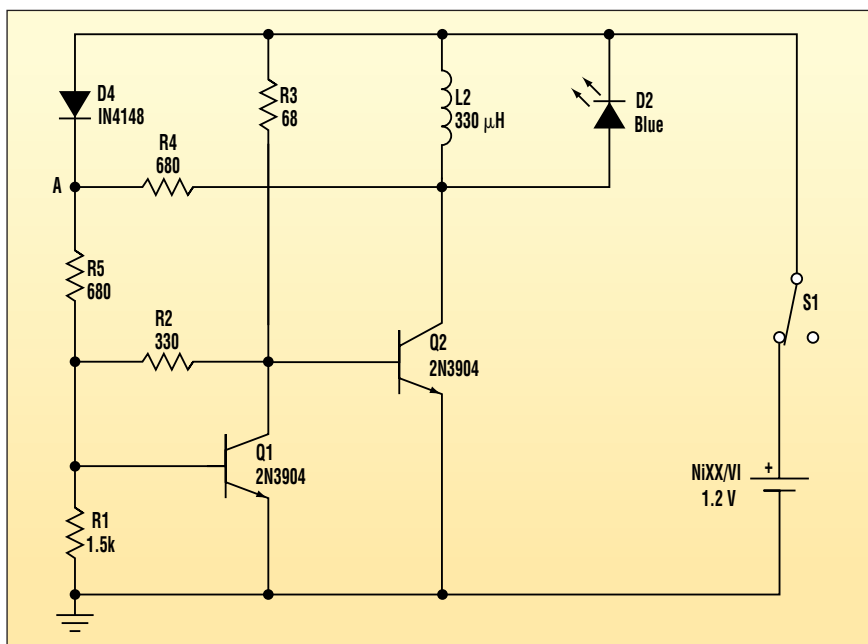 D4
IN4148
R3
68
L2
330 μH
D2
Blue
R4
680
A
R5
680
S1
R2
330
Q2
2N3904
Q1
2N3904
NiXX/VI
1.2 V
+
R1
1.5k